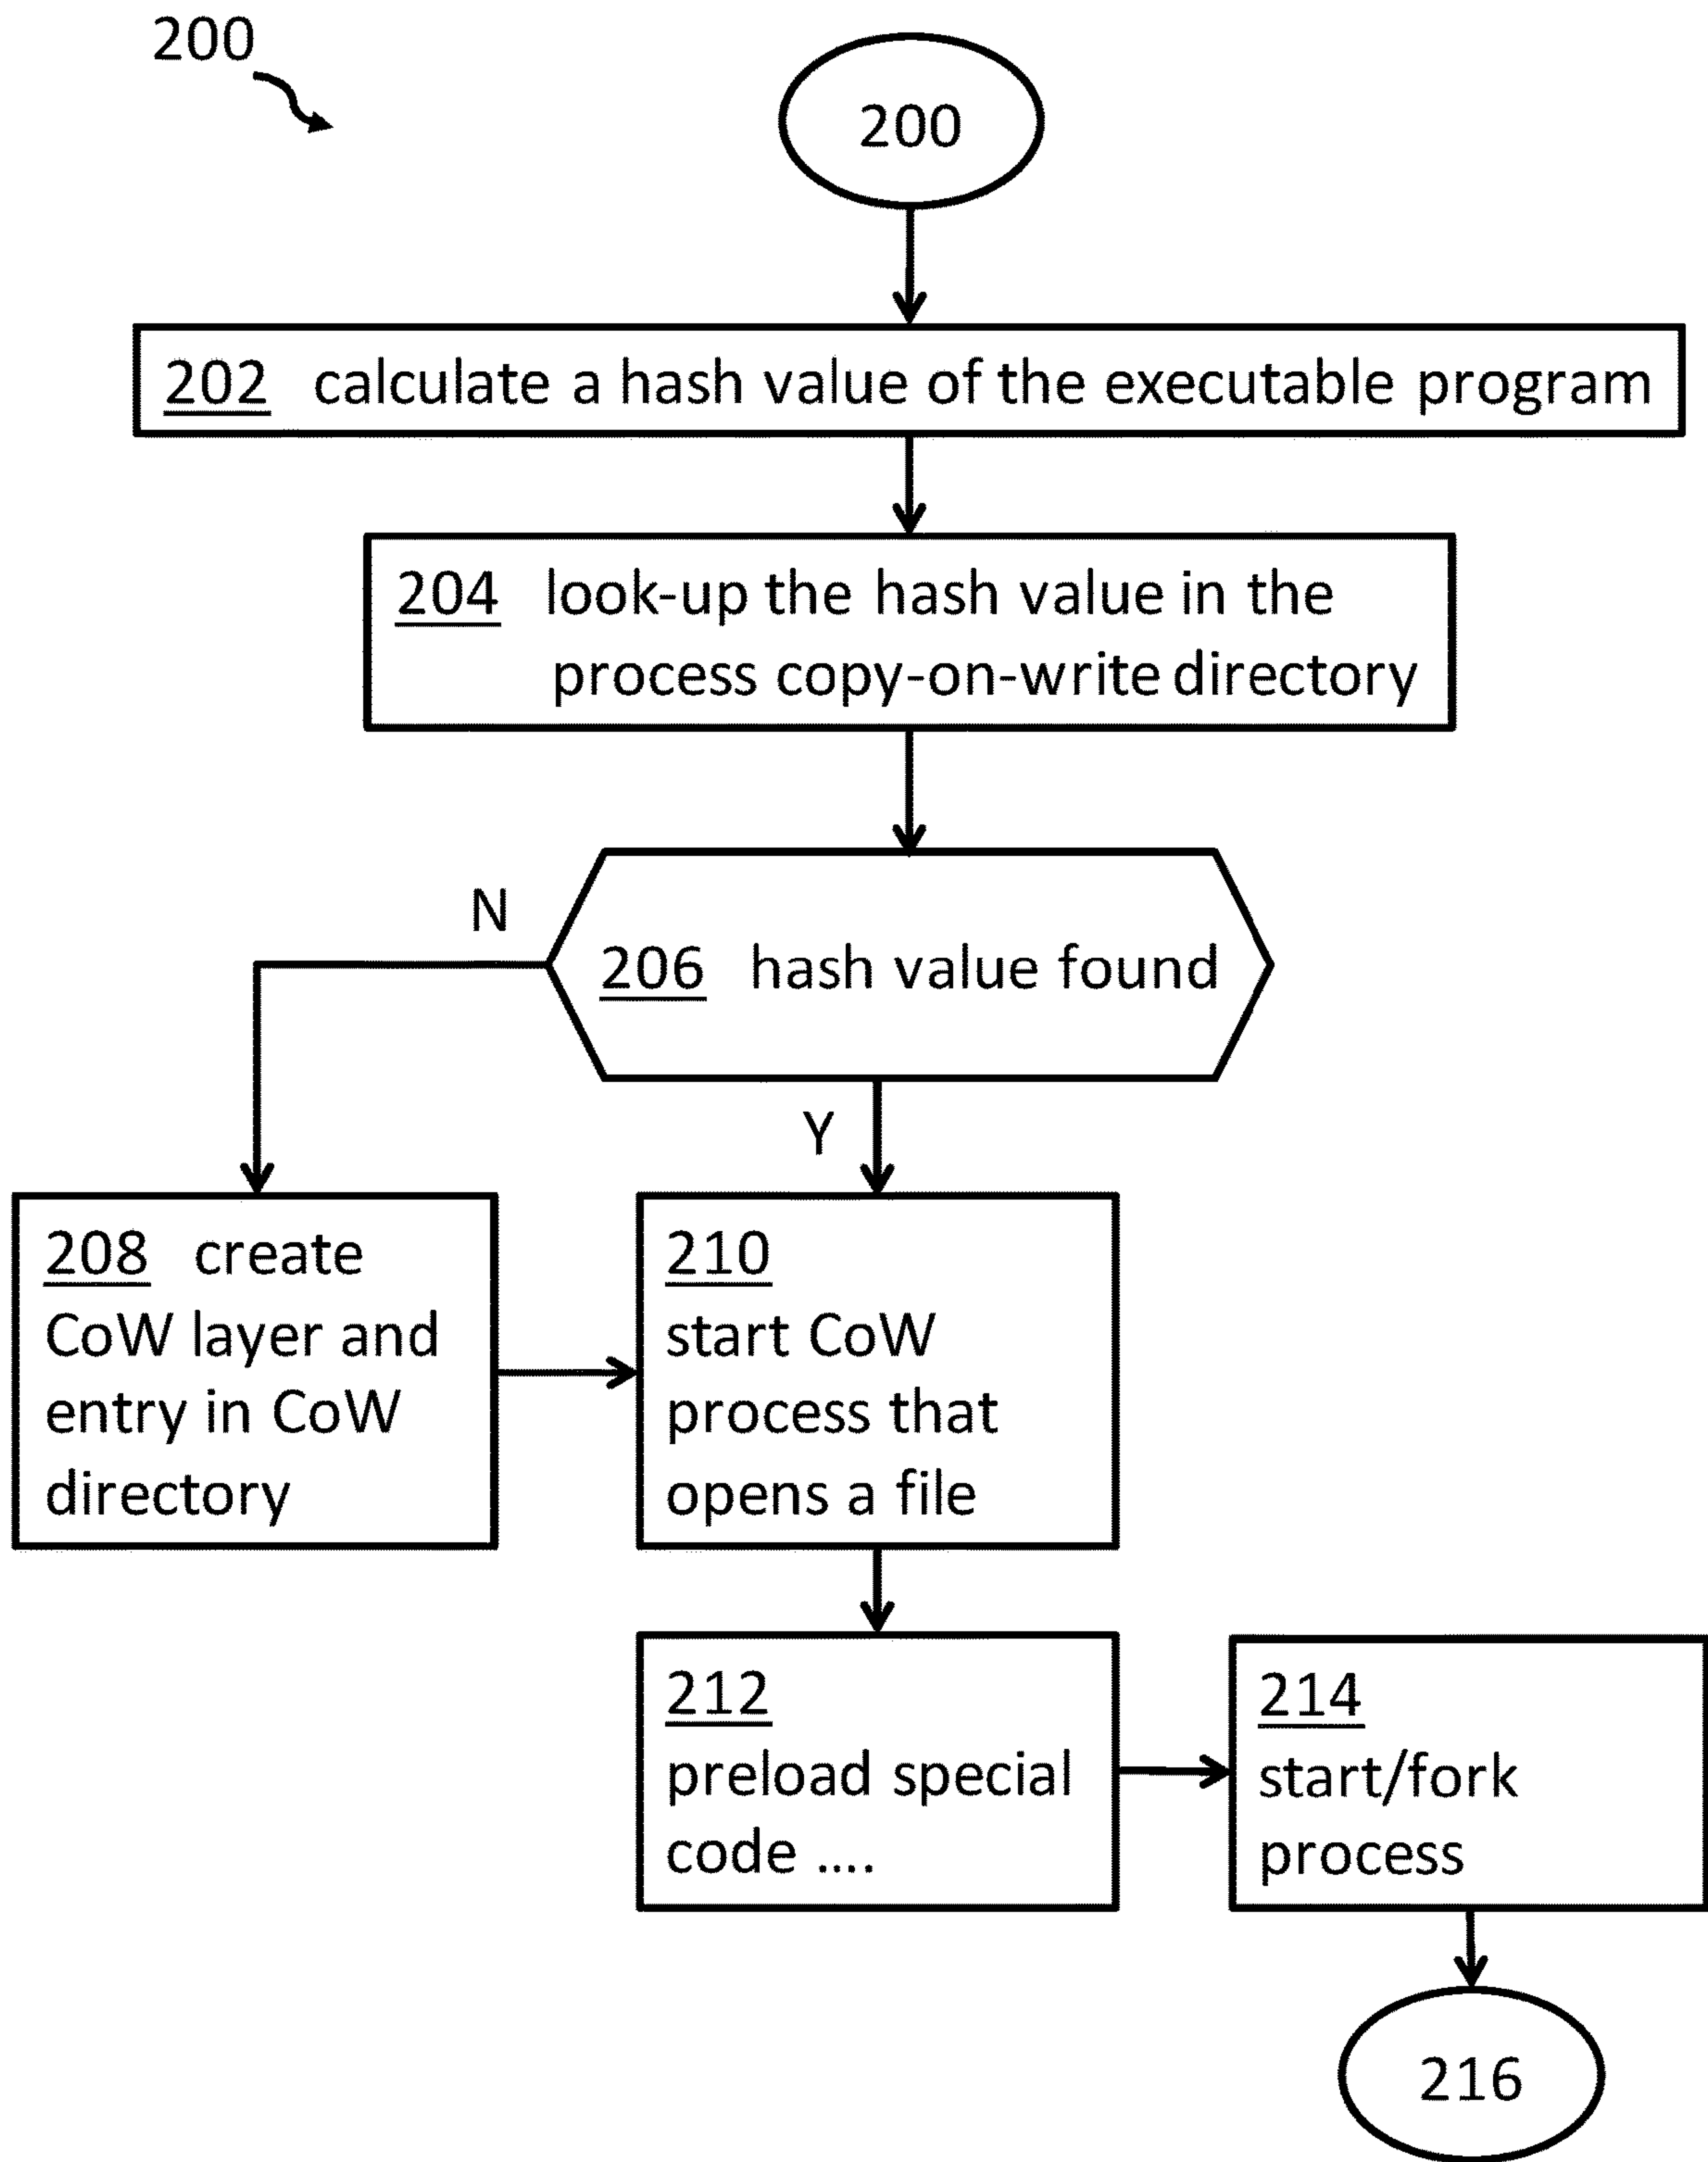 200
200
202 calculate a hash value of the executable program
204 look-up the hash value in the
process copy-on-write directory
N
206 hash value found
Y
208 create
CoW layer and
entry in CoW
directory
210
start CoW
process that
opens a file
212
preload special
code ....
214
start/fork
process
216